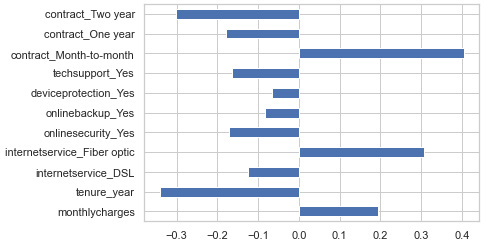 contract_Two year
contract_One year
contract_Month-to-month
techsupport_Yes
deviceprotection_Yes
onlinebackup_Yes
onlinesecurity_Yes
internetservice_Fiber optic
internetservice_DSL
tenure_year
monthlycharges
−0.3 −0.2 −0.1 0.0 0.1 0.2 0.3 0.4